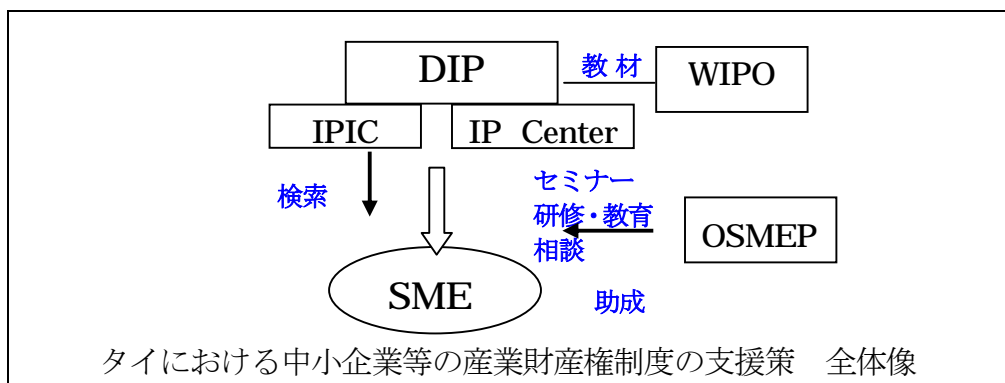 DIP
教 材
WIPO
IPIC
IP Center
検索
セミナー
研修・教育
相談
OSMEP
SME
助成
タイにおける中小企業等の産業財産権制度の支援策　全体像